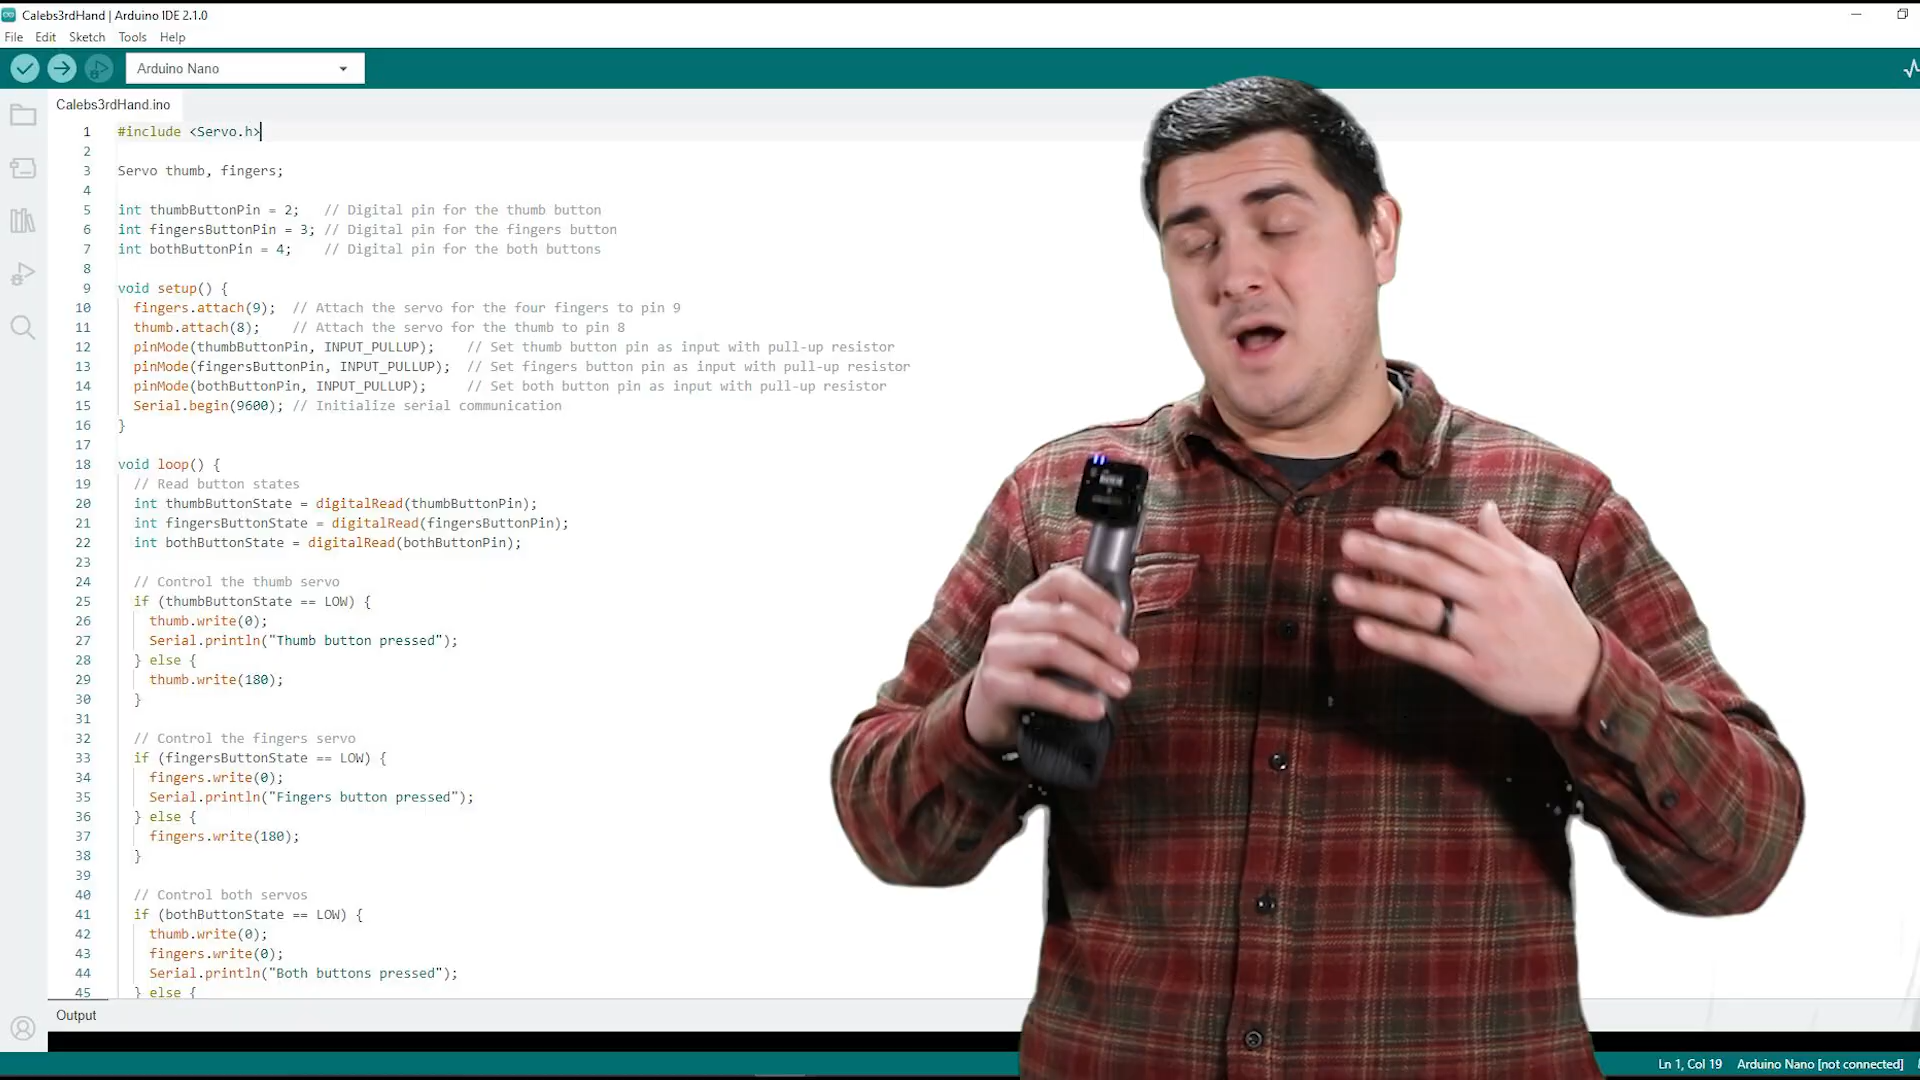 Calebs3rdHand | Arduino IDE 2.1.0
File Edit Sketch Tools Help
Arduino Nano
Calebs3rdHand.ino
1 #include <Servo.h>
2
3 Servo thumb, fingers;
4
5 int thumbButtonPin = 2; // Digital pin for the thumb button
6 int fingersButtonPin = 3; // Digital pin for the fingers button
7 int bothButtonPin = 4; // Digital pin for the both buttons
8
9 void setup() {
10 fingers.attach(9); // Attach the servo for the four fingers to pin 9
11 thumb.attach(8); // Attach the servo for the thumb to pin 8
12 pinMode(thumbButtonPin, INPUT_PULLUP); // Set thumb button pin as input with pull-up resistor
13 pinMode(fingersButtonPin, INPUT_PULLUP); // Set fingers button pin as input with pull-up resistor
14 pinMode(bothButtonPin, INPUT_PULLUP); // Set both button pin as input with pull-up resistor
15 Serial.begin(9600); // Initialize serial communication
16 }
17
18 void loop() {
19 // Read button states
20 int thumbButtonState = digitalRead(thumbButtonPin);
21 int fingersButtonState = digitalRead(fingersButtonPin);
22 int bothButtonState = digitalRead(bothButtonPin);
23
24 // Control the thumb servo
25 if (thumbButtonState == LOW) {
26 thumb.write(0);
27 Serial.println("Thumb button pressed");
28 } else {
29 thumb.write(180);
30 }
31
32 // Control the fingers servo
33 if (fingersButtonState == LOW) {
34 fingers.write(0);
35 Serial.println("Fingers button pressed");
36 } else {
37 fingers.write(180);
38 }
39
40 // Control both servos
41 if (bothButtonState == LOW) {
42 thumb.write(0);
43 fingers.write(0);
44 Serial.println("Both buttons pressed");
45 } else {
Output
Ln 1, Col 19 Arduino Nano [not connected]